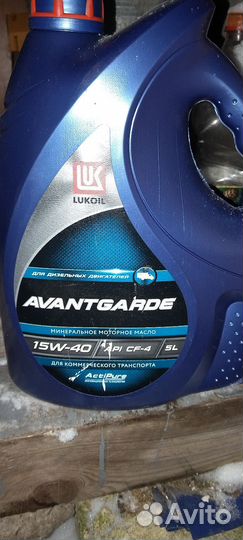 LUKOIL
ДЛЯ ДИЗЕЛЬНЫХ ДВИГАТЕЛЕЙ
AVANTGARDE
МИНЕРАЛЬНОЕ МОТОРНОЕ МАСЛО
15W-40 API CF-4 5L
ДЛЯ КОММЕРЧЕСКОГО ТРАНСПОРТА
ActiPure
Avito